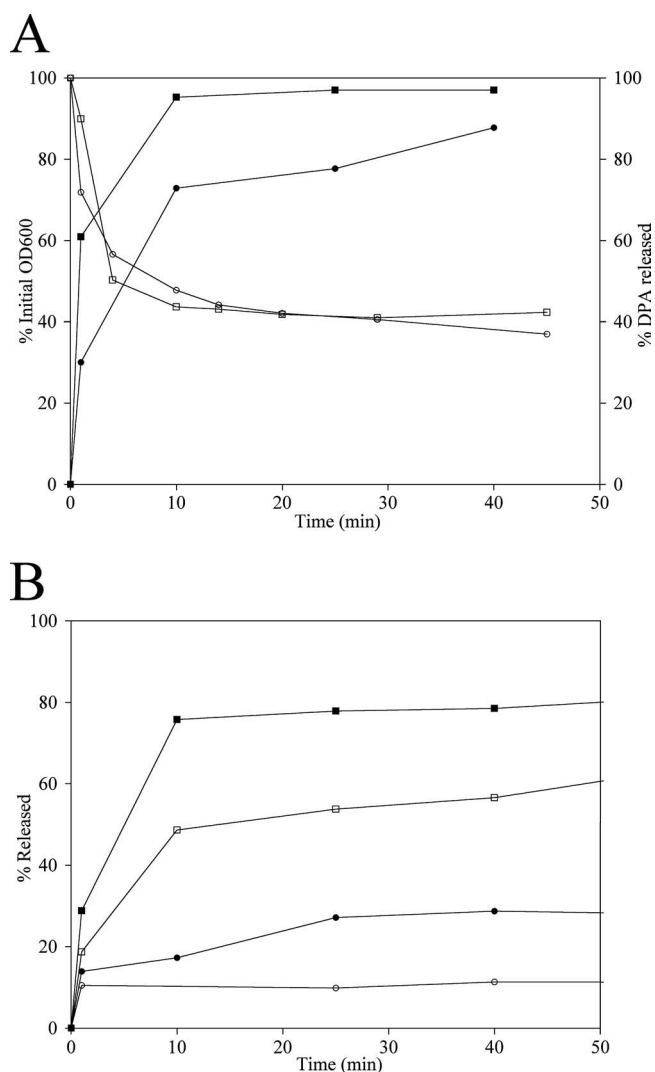 A
100 100
80 80
60 60
40 40
20 20
0 0
% Initial OD600
% DPA released
0 10 20 30 40 50
Time (min)
B
100
80
60
40
20
0
% Released
0 10 20 30 40 50
Time (min)